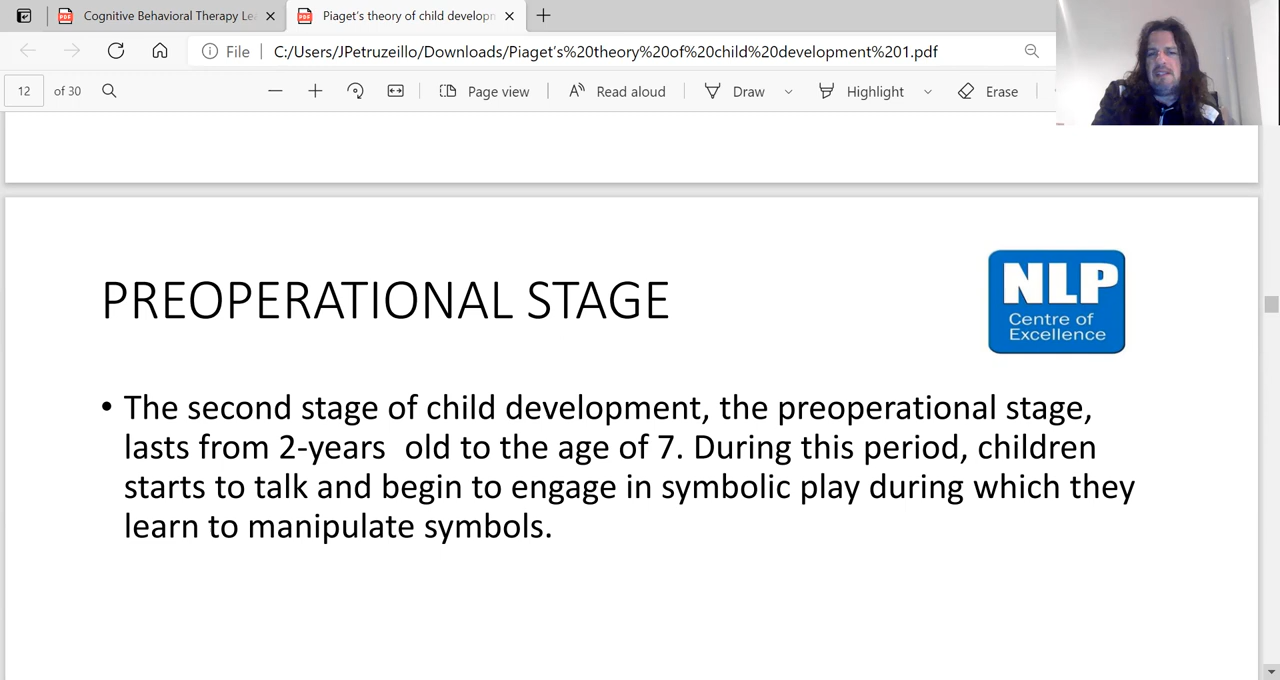 Cognitive Behavioral Therapy Le
Piaget's theory of child developn
File
C:/Users/JPetruzeillo/Downloads/Piaget's%20theory%20of%20child%20development%201.pdf
12 of 30
Page view
Read aloud
Draw
Highlight
Erase
PREOPERATIONAL STAGE
NLP
Centre of
Excellence
• The second stage of child development, the preoperational stage,
lasts from 2-years  old to the age of 7. During this period, children
starts to talk and begin to engage in symbolic play during which they
learn to manipulate symbols.